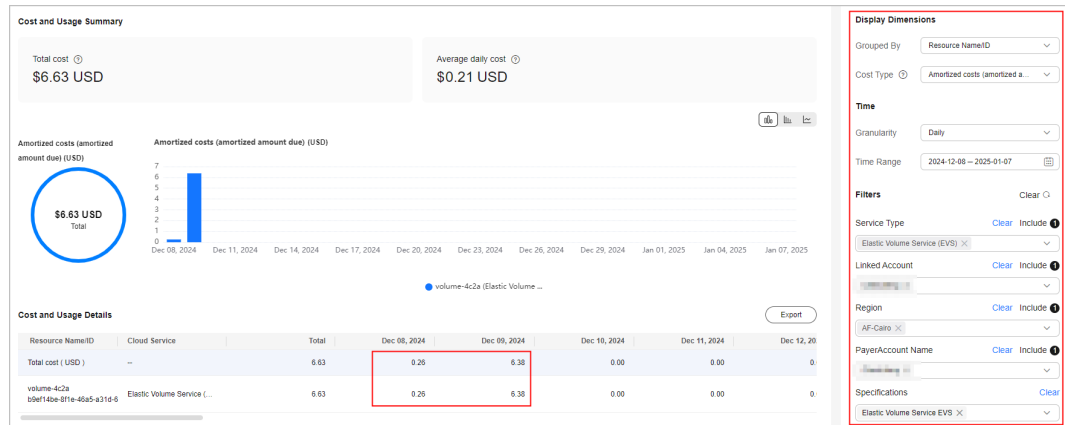 Cost and Usage Summary
Total cost
$6.63 USD
Average daily cost
$0.21 USD
Amortized costs (amortized
amount due) (USD)
$6.63 USD
Total
Amortized costs (amortized amount due) (USD)
7
6
5
4
3
2
1
0
Dec 08, 2024 Dec 11, 2024 Dec 14, 2024 Dec 17, 2024 Dec 20, 2024 Dec 23, 2024 Dec 26, 2024 Dec 29, 2024 Jan 01, 2025 Jan 04, 2025 Jan 07, 2025
volume-4c2a (Elastic Volume ...
Cost and Usage Details
Export
Resource Name/ID Cloud Service Total Dec 08, 2024 Dec 09, 2024 Dec 10, 2024 Dec 11, 2024 Dec 12, 20
Total cost ( USD ) -- 6.63 0.26 6.38 0.00 0.00 0.
volume-4c2a
b9ef14be-8f1e-46a5-a31d-6 Elastic Volume Service (... 6.63 0.26 6.38 0.00 0.00 0.
Display Dimensions
Grouped By Resource Name/ID
Cost Type Amortized costs (amortized a...
Time
Granularity Daily
Time Range 2024-12-08 – 2025-01-07
Filters Clear
Service Type Clear Include 1
Elastic Volume Service (EVS)
Linked Account Clear Include 1
Region Clear Include 1
AF-Cairo
PayerAccount Name Clear Include 1
Specifications Clear
Elastic Volume Service EVS